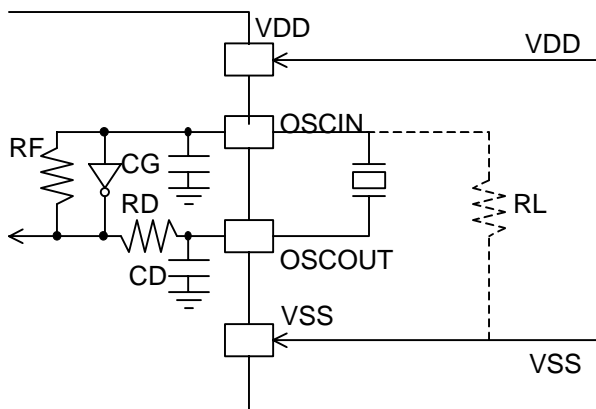 VDD
VDD
OSCIN
RF
CG
RD
RL
OSCOUT
CD
VSS
VSS